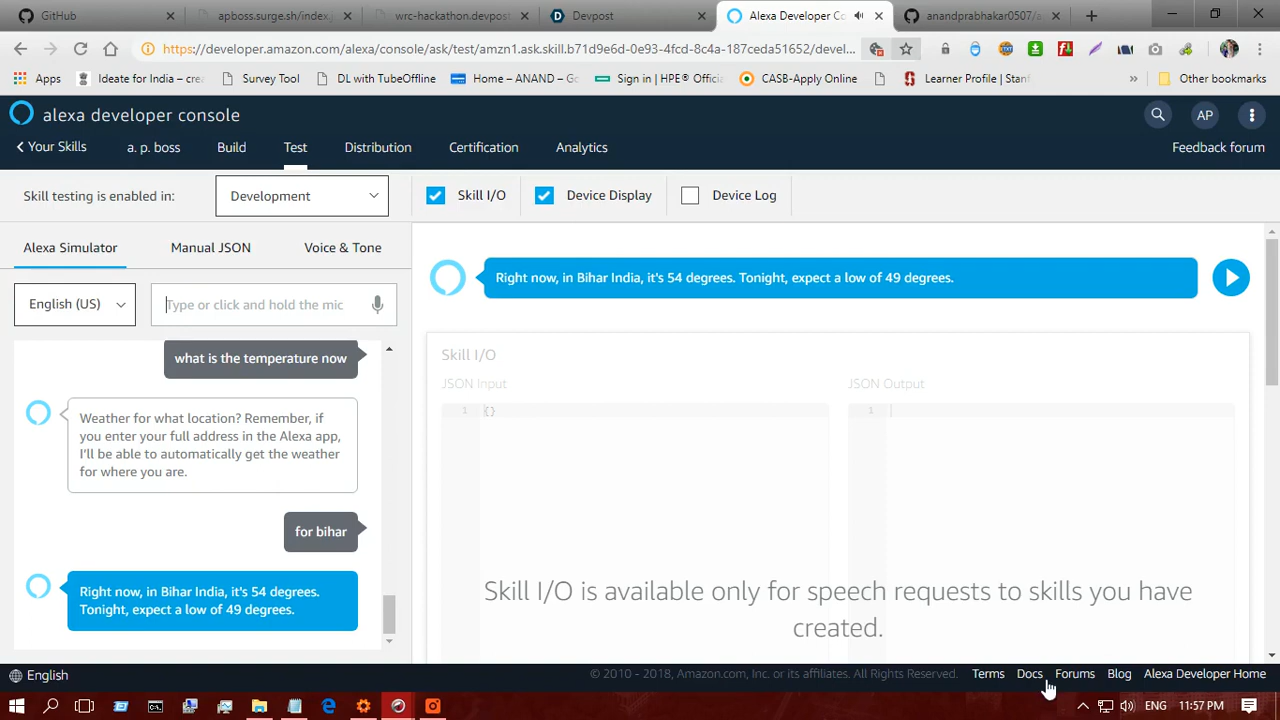 GitHub
apboss.surge.sh/index.
wrc-hackathon.devpost
Devpost
Alexa Developer Co
anandprabhakar0507/a
https://developer.amazon.com/alexa/console/ask/test/amzn1.ask.skill.b71d9e6d-0e93-4fcd-8c4a-187ceda51652/devel...
Apps
Ideate for India – crea
Survey Tool
DL with TubeOffline
Home – ANAND – Go
Sign in | HPE® Offici
CASB-Apply Online
Learner Profile | Stanf
Other bookmarks
alexa developer console
AP
Your Skills
a. p. boss
Build
Test
Distribution
Certification
Analytics
Feedback forum
Skill testing is enabled in:
Development
Skill I/O
Device Display
Device Log
Alexa Simulator
Manual JSON
Voice & Tone
English (US)
Type or click and hold the mic
what is the temperature now
Weather for what location? Remember, if
you enter your full address in the Alexa app,
I'll be able to automatically get the weather
for where you are.
for bihar
Right now, in Bihar India, it's 54 degrees.
Tonight, expect a low of 49 degrees.
Right now, in Bihar India, it's 54 degrees. Tonight, expect a low of 49 degrees.
Skill I/O
JSON Input
JSON Output
1 {}
1
Skill I/O is available only for speech requests to skills you have
created.
English
© 2010 - 2018, Amazon.com, Inc. or its affiliates. All Rights Reserved.
Terms
Docs
Forums
Blog
Alexa Developer Home
ENG
11:57 PM